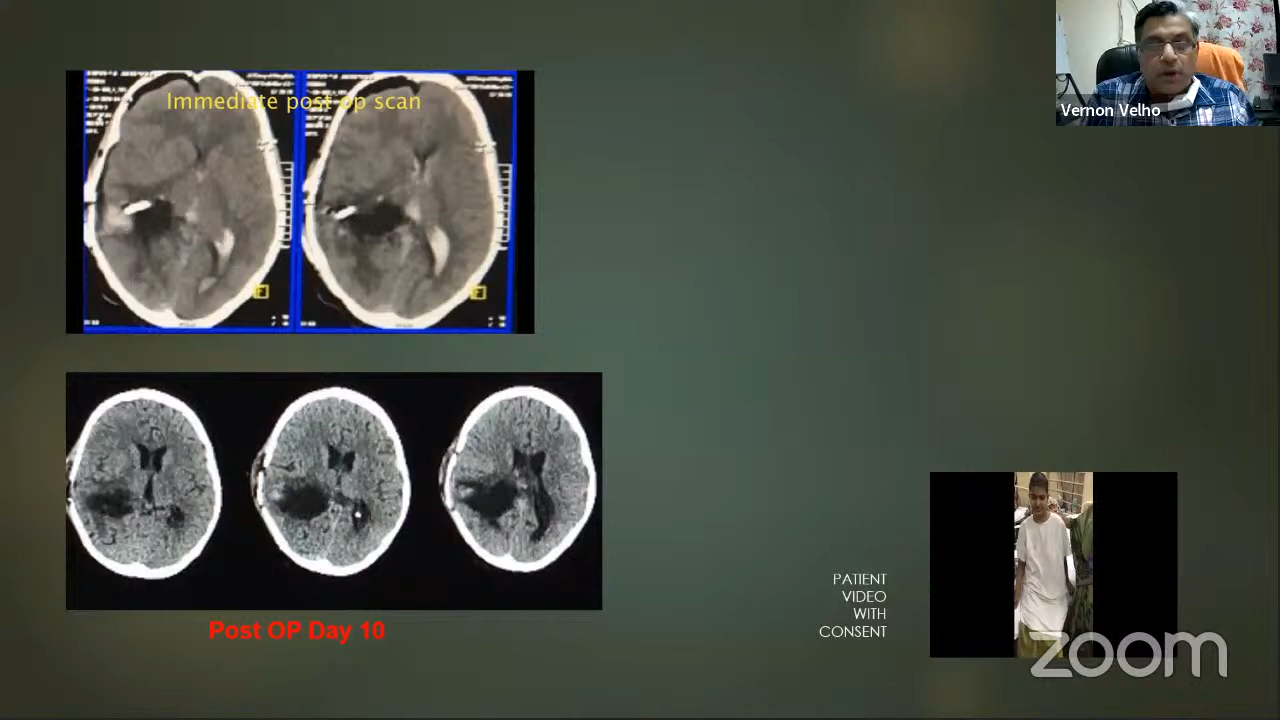 Immediate post op scan
Vernon Velho
Post OP Day 10
PATIENT
VIDEO
WITH
CONSENT
zoom